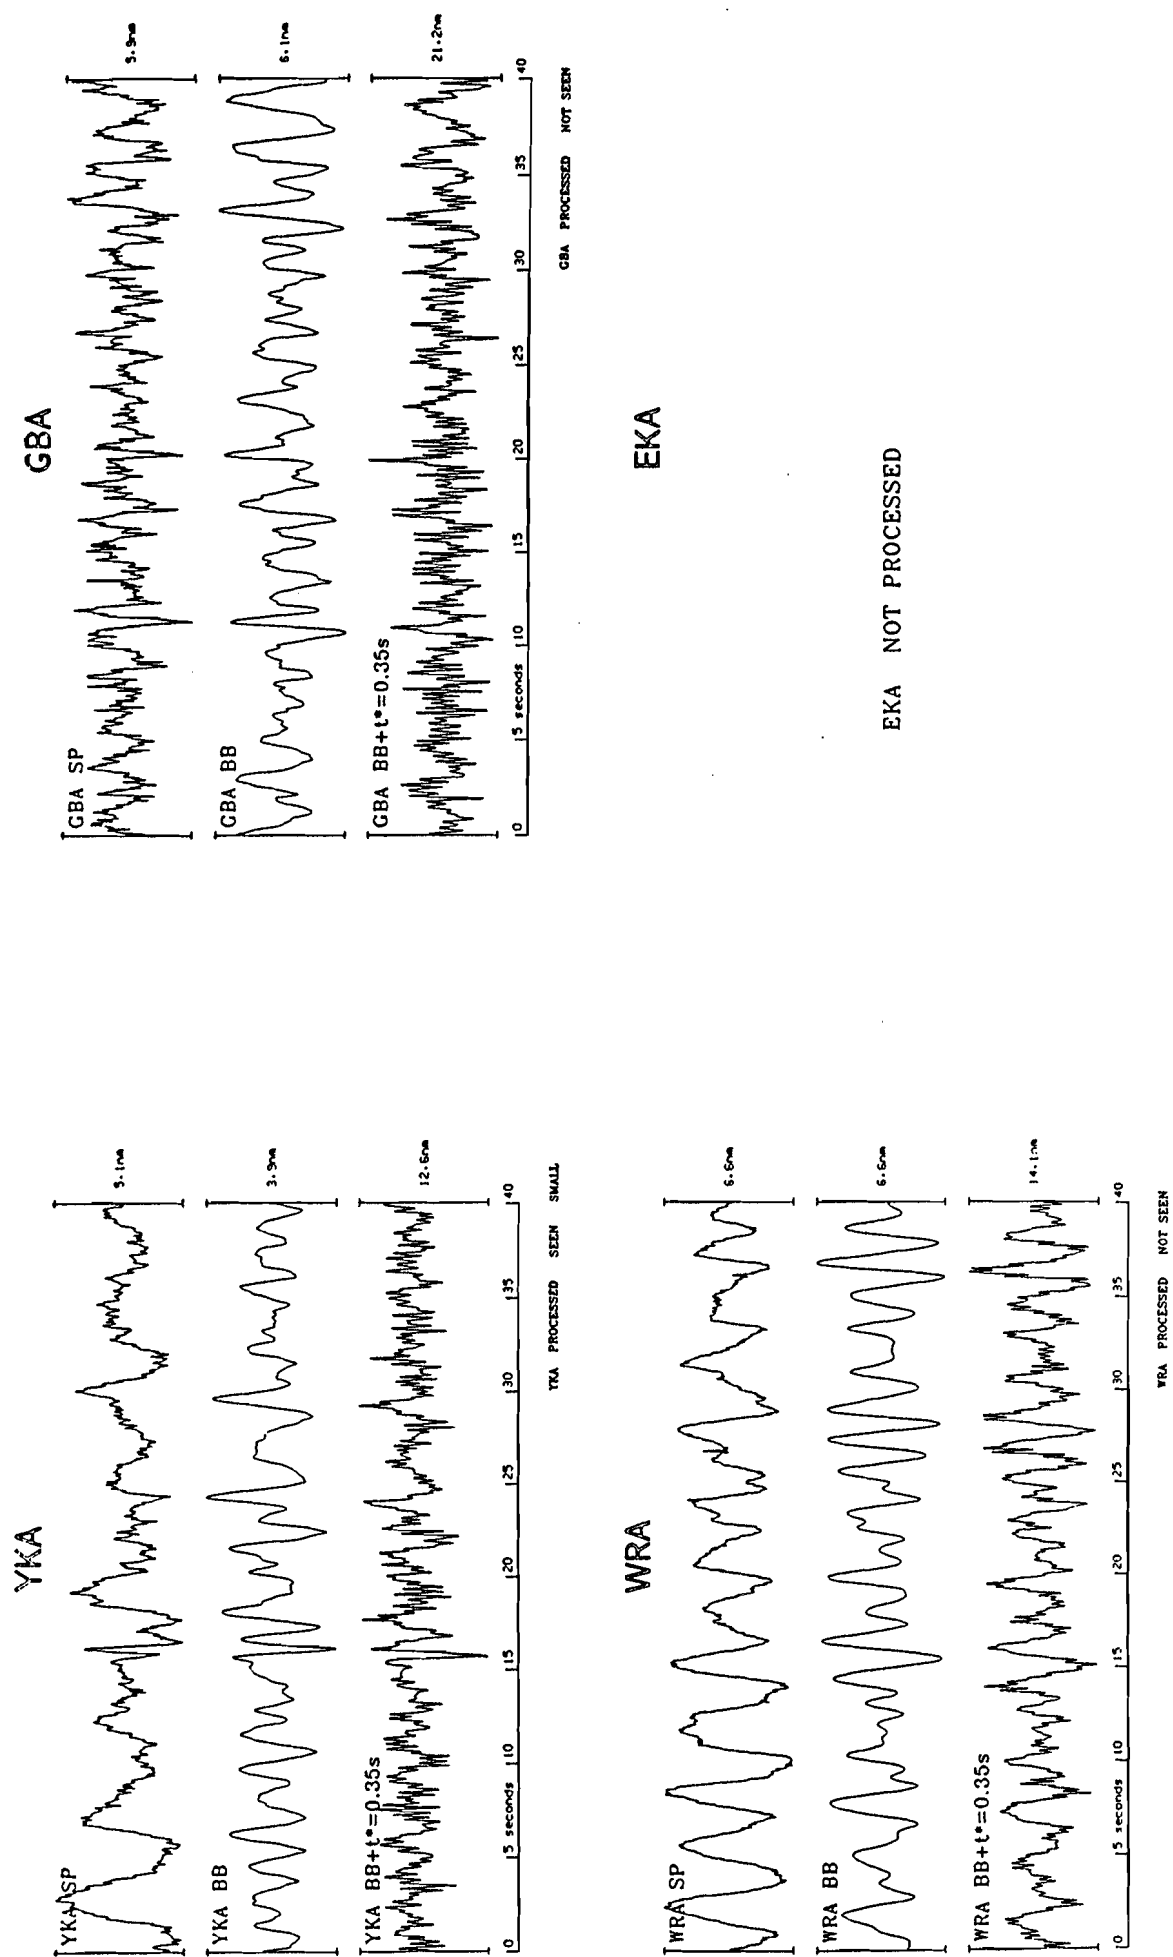 YKA
YKA SP
5.1nm
YKA BB
3.9nm
YKA BB+t*=0.35s
12.6nm
0 5 seconds 10 15 20 25 30 35 40
YKA PROCESSED SEEN SMALL
GBA
GBA SP
5.9nm
GBA BB
6.1nm
GBA BB+t*=0.35s
21.2nm
0 5 seconds 10 15 20 25 30 35 40
GBA PROCESSED NOT SEEN
WRA
WRA SP
6.6nm
WRA BB
6.6nm
WRA BB+t*=0.35s
14.1nm
0 5 seconds 10 15 20 25 30 35 40
WRA PROCESSED NOT SEEN
EKA
EKA NOT PROCESSED